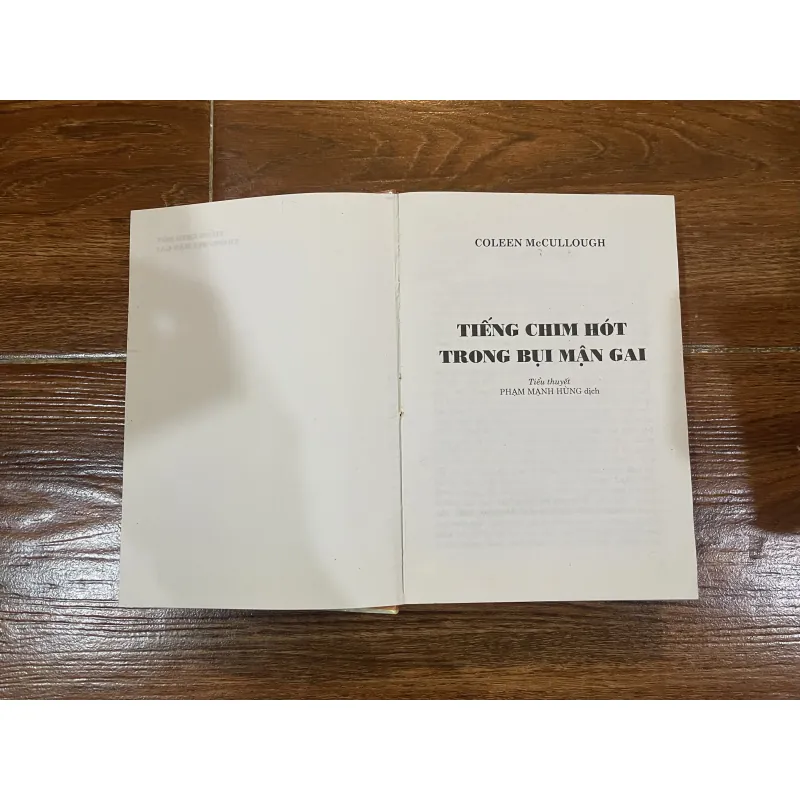 COLEEN McCULLOUGH
TIẾNG CHIM HÓT
TRONG BỤI MẬN GAI
Tiểu thuyết
PHẠM MẠNH HÙNG dịch